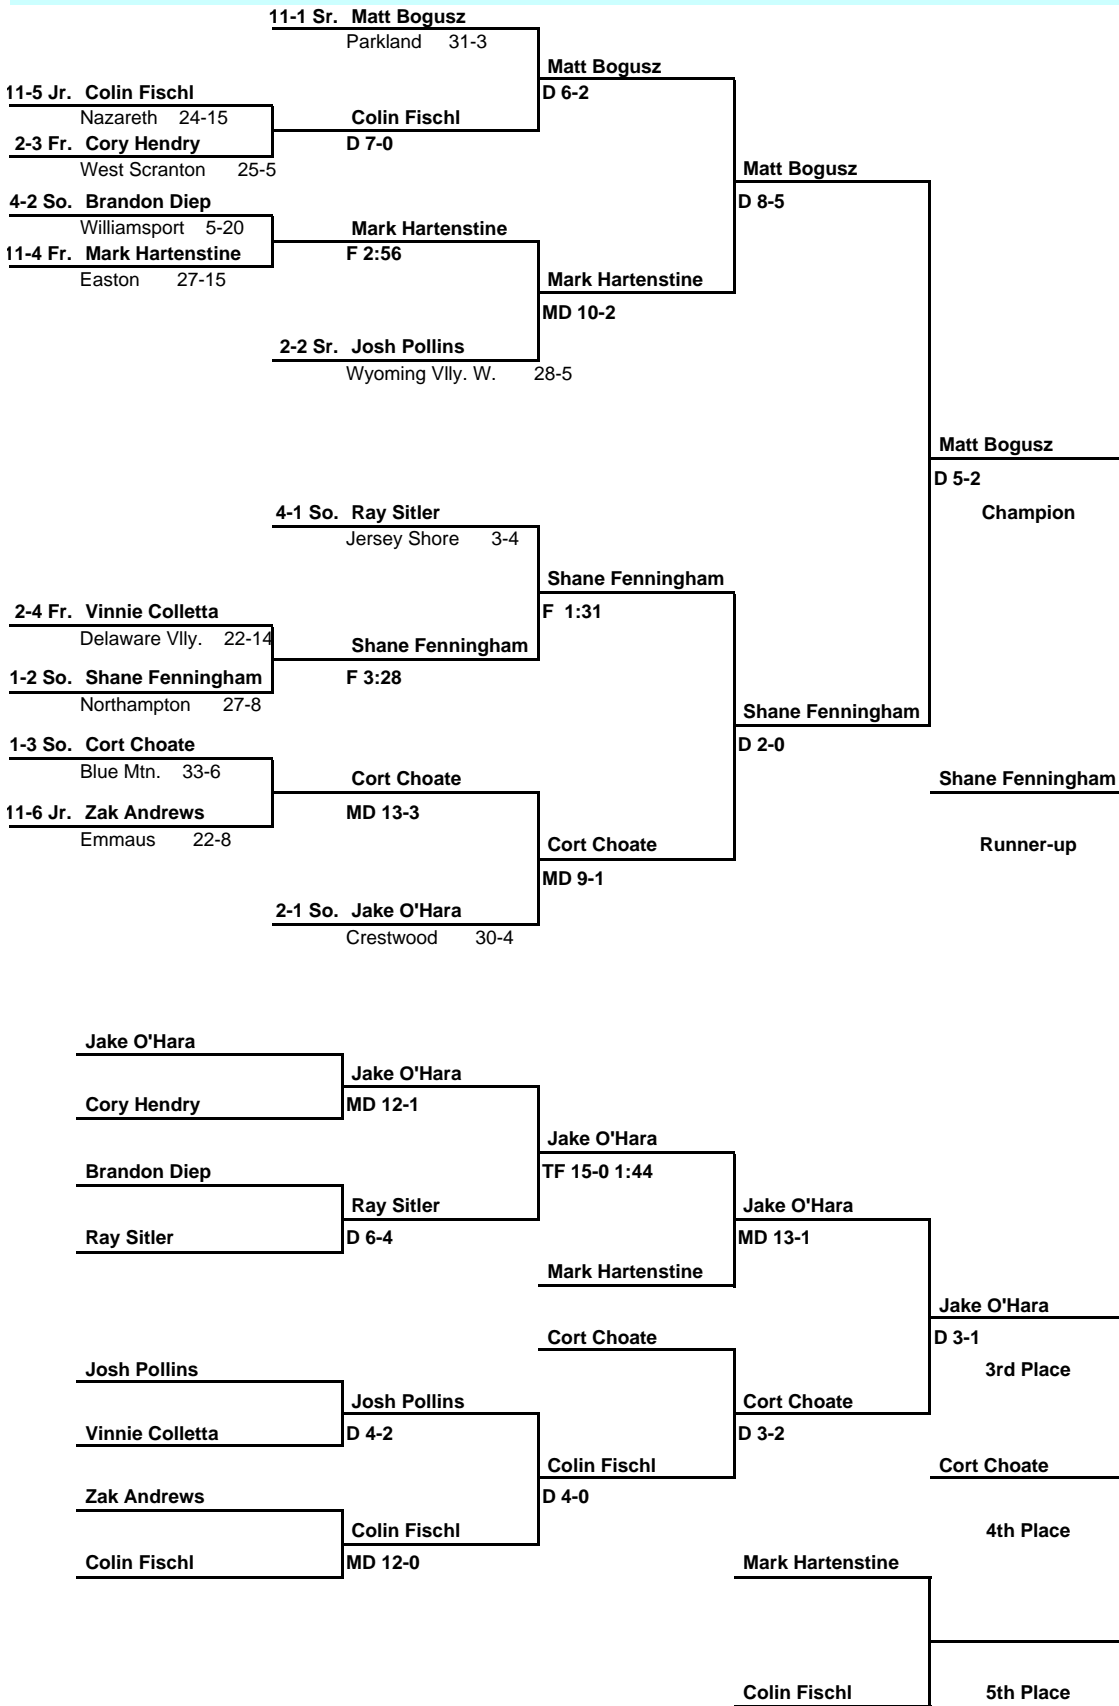 11-1 Sr. Matt Bogusz
Parkland 31-3
Matt Bogusz
11-5 Jr. Colin Fischl
D 6-2
Nazareth 24-15
Colin Fischl
2-3 Fr. Cory Hendry
D 7-0
West Scranton 25-5
Matt Bogusz
4-2 So. Brandon Diep
D 8-5
Williamsport 5-20
Mark Hartenstine
11-4 Fr. Mark Hartenstine
F 2:56
Easton 27-15
Mark Hartenstine
MD 10-2
2-2 Sr. Josh Pollins
Wyoming Vlly. W. 28-5
Matt Bogusz
D 5-2
4-1 So. Ray Sitler
Champion
Jersey Shore 3-4
Shane Fenningham
2-4 Fr. Vinnie Colletta
F 1:31
Delaware Vlly. 22-14
Shane Fenningham
1-2 So. Shane Fenningham
F 3:28
Northampton 27-8
Shane Fenningham
1-3 So. Cort Choate
D 2-0
Blue Mtn. 33-6
Cort Choate
Shane Fenningham
11-6 Jr. Zak Andrews
MD 13-3
Emmaus 22-8
Cort Choate
Runner-up
MD 9-1
2-1 So. Jake O'Hara
Crestwood 30-4
Jake O'Hara
Jake O'Hara
Cory Hendry
MD 12-1
Jake O'Hara
Brandon Diep
TF 15-0 1:44
Ray Sitler
Jake O'Hara
Ray Sitler
D 6-4
MD 13-1
Mark Hartenstine
Jake O'Hara
Cort Choate
D 3-1
Josh Pollins
3rd Place
Josh Pollins
Cort Choate
Vinnie Colletta
D 4-2
D 3-2
Colin Fischl
Cort Choate
Zak Andrews
D 4-0
Colin Fischl
4th Place
Colin Fischl
MD 12-0
Mark Hartenstine
Colin Fischl
5th Place